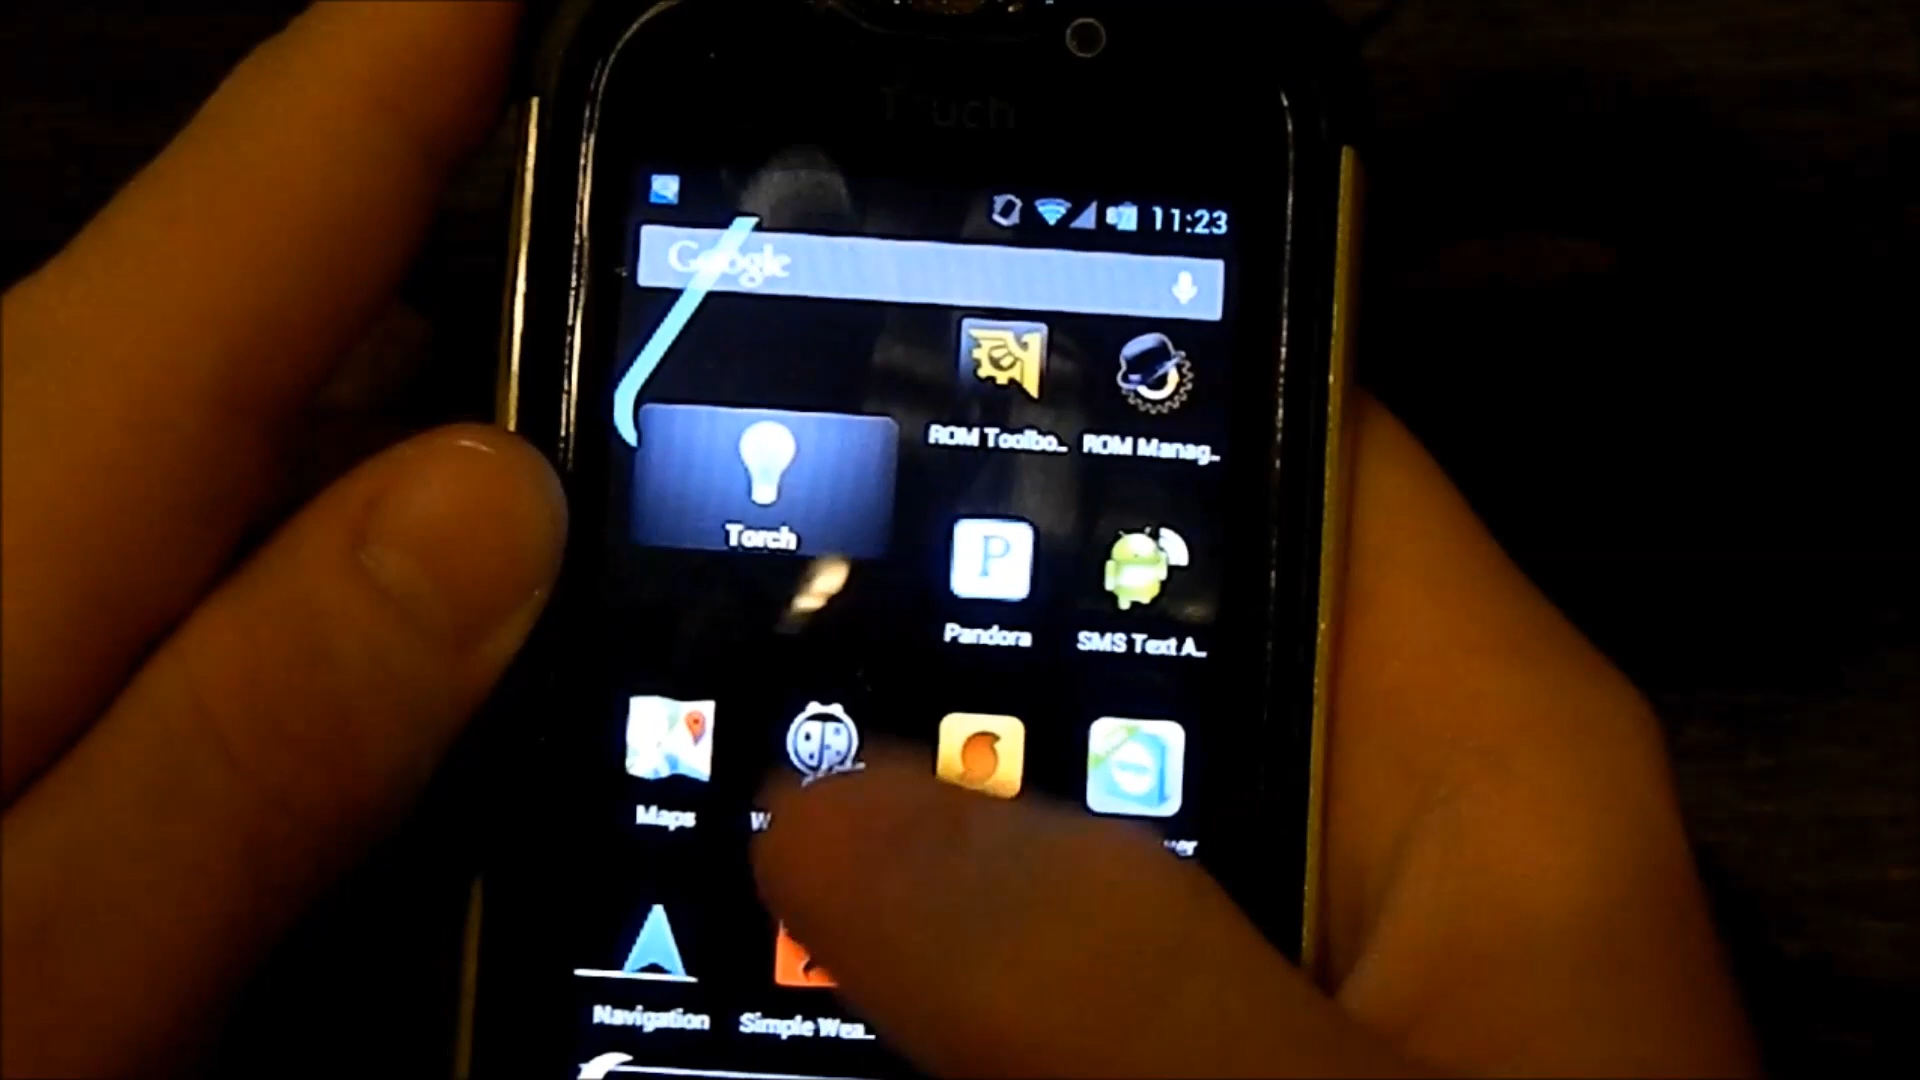 11:23
Google
ROM Toolbo..
ROM Manag..
Torch
P
Pandora
SMS Text A..
Maps
Navigation
Simple Wea..